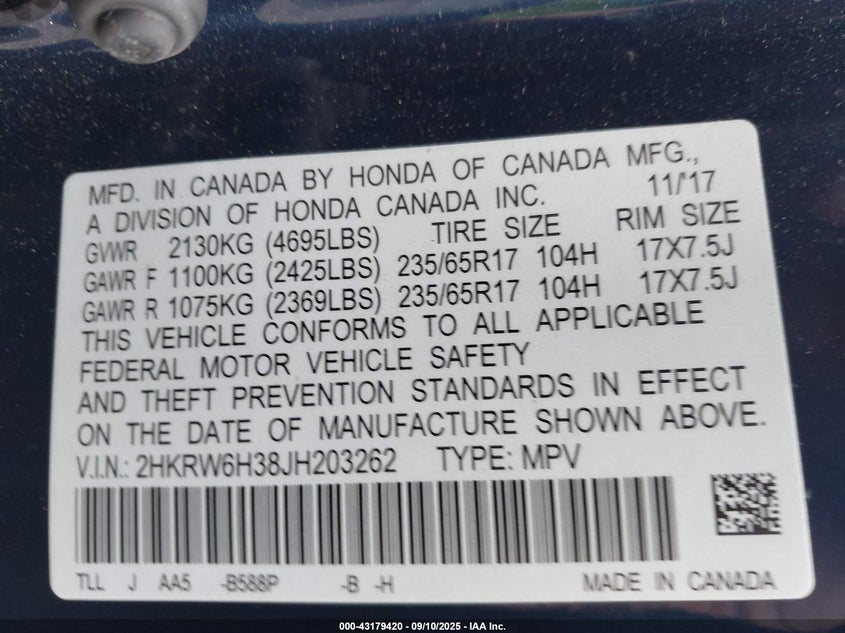 MFD. IN CANADA BY HONDA OF CANADA MFG.,
A DIVISION OF HONDA CANADA INC. 11/'17
GVWR 2130KG (4695LBS) TIRE SIZE RIM SIZE
GAWR F 1100KG (2425LBS) 235/65R17 104H 17X7.5J
GAWR R 1075KG (2369LBS) 235/65R17 104H 17X7.5J
THIS VEHICLE CONFORMS TO ALL APPLICABLE
FEDERAL MOTOR VEHICLE SAFETY
AND THEFT PREVENTION STANDARDS IN EFFECT
ON THE DATE OF MANUFACTURE SHOWN ABOVE.
V.I.N.: 2HKRW6H38JH203262 TYPE: MPV
TLL J AA5 -B588P -B -H MADE IN CANADA
000-43179420 - 09/10/2025 - IAA Inc.